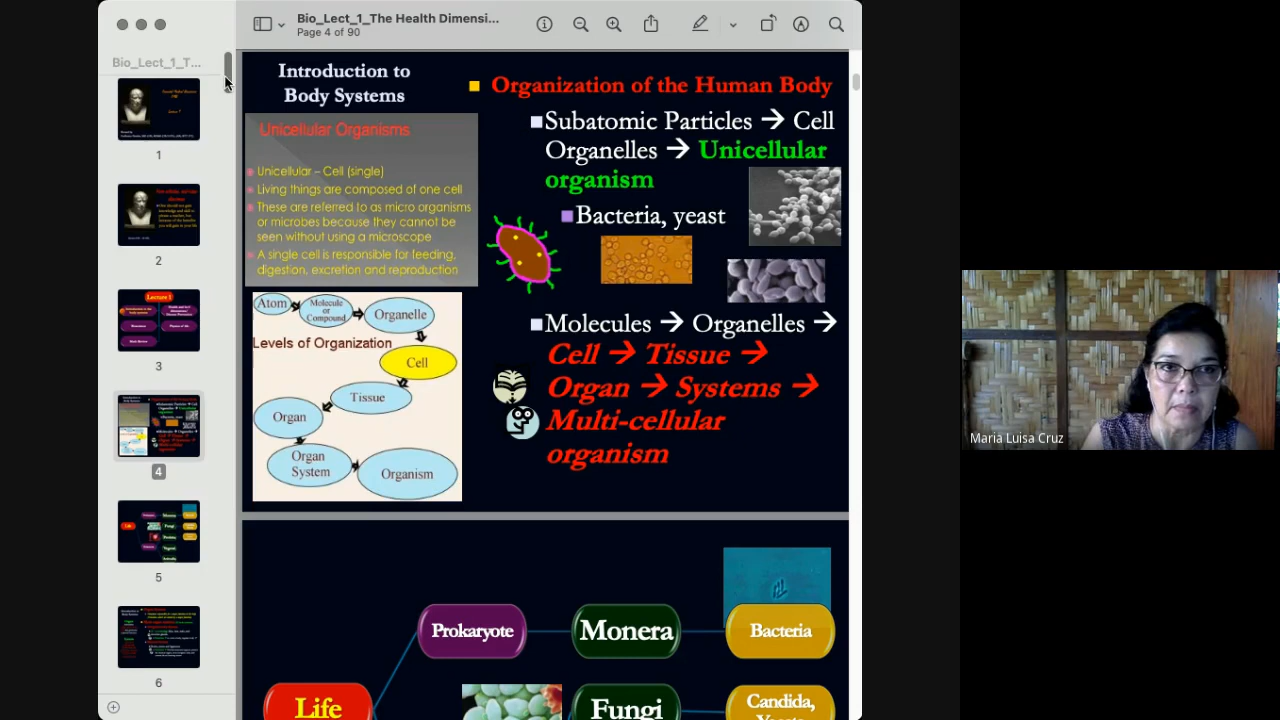 Bio_Lect_1_The Health Dimensi...
Page 4 of 90
Bio_Lect_1_T...
1
2
Lecture 1
3
4
Life
5
6
Introduction to
Body Systems
Unicellular Organisms
Unicellular – Cell (single)
Living things are composed of one cell
These are referred to as micro organisms
or microbes because they cannot be
seen without using a microscope
A single cell is responsible for feeding,
digestion, excretion and reproduction
Atom
Molecule
or
Compound
Organelle
Levels of Organization
Cell
Tissue
Organ
Organ
System
Organism
Organization of the Human Body
Subatomic Particles → Cell
Organelles → Unicellular
organism
Bacteria, yeast
Molecules → Organelles →
Cell → Tissue →
Organ → Systems →
Multi-cellular
organism
Prokaryote
Monera
Bacteria
Life
Fungi
Candida,
Maria Luisa Cruz